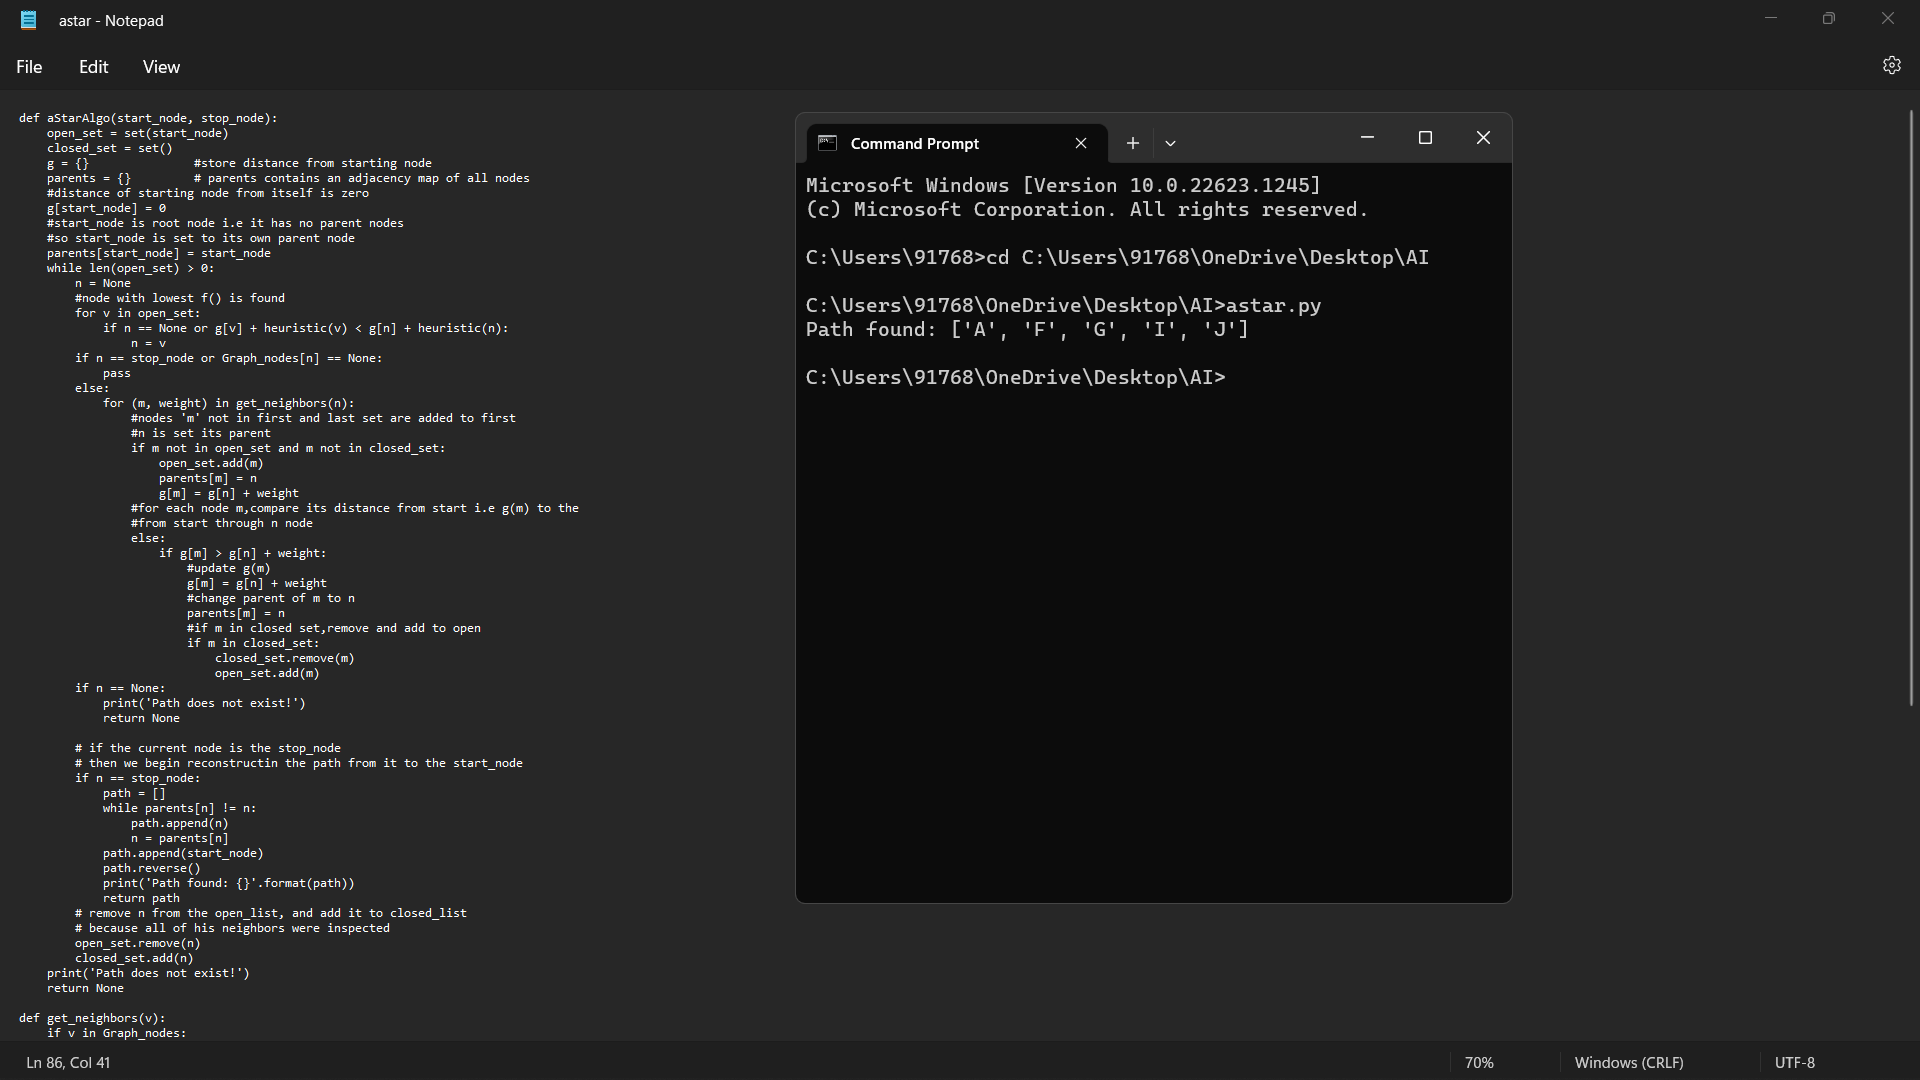 astar - Notepad
File Edit View
def aStarAlgo(start_node, stop_node):
    open_set = set(start_node)
    closed_set = set()
    g = {}               #store distance from starting node
    parents = {}         # parents contains an adjacency map of all nodes
    #distance of starting node from itself is zero
    g[start_node] = 0
    #start_node is root node i.e it has no parent nodes
    #so start_node is set to its own parent node
    parents[start_node] = start_node
    while len(open_set) > 0:
        n = None
        #node with lowest f() is found
        for v in open_set:
            if n == None or g[v] + heuristic(v) < g[n] + heuristic(n):
                n = v
        if n == stop_node or Graph_nodes[n] == None:
            pass
        else:
            for (m, weight) in get_neighbors(n):
                #nodes 'm' not in first and last set are added to first
                #n is set its parent
                if m not in open_set and m not in closed_set:
                    open_set.add(m)
                    parents[m] = n
                    g[m] = g[n] + weight
                #for each node m,compare its distance from start i.e g(m) to the
                #from start through n node
                else:
                    if g[m] > g[n] + weight:
                        #update g(m)
                        g[m] = g[n] + weight
                        #change parent of m to n
                        parents[m] = n
                        #if m in closed set,remove and add to open
                        if m in closed_set:
                            closed_set.remove(m)
                            open_set.add(m)
        if n == None:
            print('Path does not exist!')
            return None
        # if the current node is the stop_node
        # then we begin reconstructin the path from it to the start_node
        if n == stop_node:
            path = []
            while parents[n] != n:
                path.append(n)
                n = parents[n]
            path.append(start_node)
            path.reverse()
            print('Path found: {}'.format(path))
            return path
        # remove n from the open_list, and add it to closed_list
        # because all of his neighbors were inspected
        open_set.remove(n)
        closed_set.add(n)
    print('Path does not exist!')
    return None
def get_neighbors(v):
    if v in Graph_nodes:
Command Prompt
Microsoft Windows [Version 10.0.22623.1245]
(c) Microsoft Corporation. All rights reserved.
C:\Users\91768>cd C:\Users\91768\OneDrive\Desktop\AI
C:\Users\91768\OneDrive\Desktop\AI>astar.py
Path found: ['A', 'F', 'G', 'I', 'J']
C:\Users\91768\OneDrive\Desktop\AI>
Ln 86, Col 41 70% Windows (CRLF) UTF-8